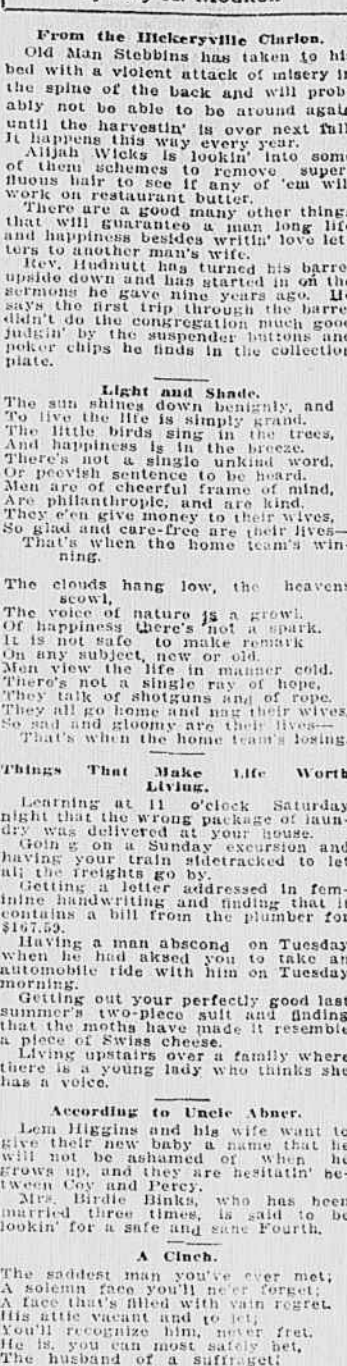 From the Hickeryville Clarion.
Old Man Stebbins has taken to his
bed with a violent attack of misery in
the spine of the back and will prob-
ably not be able to be around again
until the harvestin' is over next fall.
It happens this way every year.
Alijah Wicks is lookin' into some
of them schemes to remove super-
fluous hair to see if any of 'em will
work on restaurant butter.
There are a good many other things
that will guarantee a man long life
and happiness besides writin' love let-
ters to another man's wife.
Rev. Hudnutt has turned his barrel
upside down and has started in on the
sermons he gave nine years ago. He
says the first trip through the barrel
didn't do the congregation much good
judgin' by the suspender buttons and
poker chips he finds in the collection
plate.
Light and Shade.
The sun shines down benignly, and
To live the life is simply grand.
The little birds sing in the trees,
And happiness is in the breeze.
There's not a single unkind word,
Or peevish sentence to be heard.
Men are of cheerful frame of mind,
Are philanthropic, and are kind.
They e'en give money to their wives,
So glad and care-free are their lives—
That's when the home team's win-
ning.
The clouds hang low, the heavens
scowl,
The voice of nature is a growl.
Of happiness there's not a spark.
It is not safe to make remark
On any subject, new or old.
Men view the life in manner cold.
There's not a single ray of hope,
They talk of shotguns and of rope.
They all go home and nag their wives,
So sad and gloomy are their lives—
That's when the home team's losing.
Things That Make Life Worth
Living.
Learning at 11 o'clock Saturday
night that the wrong package of laun-
dry was delivered at your house.
Goin g on a Sunday excursion and
having your train sidetracked to let
all the freights go by.
Getting a letter addressed in fem-
inine handwriting and finding that it
contains a bill from the plumber for
$167.59.
Having a man abscond on Tuesday
when he had aksed you to take an
automobile ride with him on Tuesday
morning.
Getting out your perfectly good last
summer's two-piece suit and finding
that the moths have made it resemble
a piece of Swiss cheese.
Living upstairs over a family where
there is a young lady who thinks she
has a voice.
According to Uncle Abner.
Lem Higgins and his wife want to
give their new baby a name that he
will not be ashamed of when he
grows up, and they are hesitatin' be-
tween Coy and Percy.
Mrs. Birdie Binks, who has been
married three times, is said to be
lookin' for a safe and sane Fourth.
A Cinch.
The saddest man you've ever met;
A solemn face you'll ne'er forget;
A face that's filled with vain regret.
His attic vacant and to let;
You'll recognize him, never fret.
He is, you can most safely bet,
The husband of a suffraget;